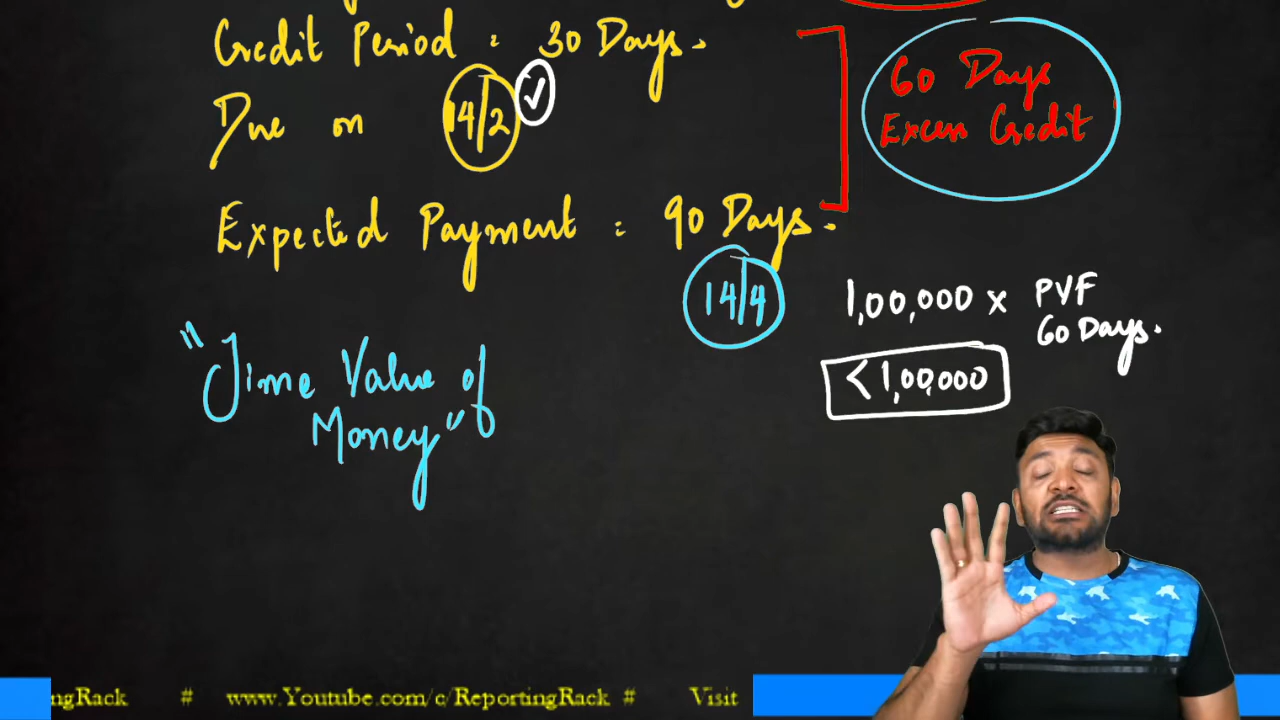 Credit Period : 30 Days.
Due on 14/2 ✓
60 Days
Excess Credit
Expected Payment = 90 Days.
14/4
1,00,000 x PVF
60 Days.
< 1,00,000
"Time Value of
Money"
ngRack # www.Youtube.com/c/ReportingRack # Visit